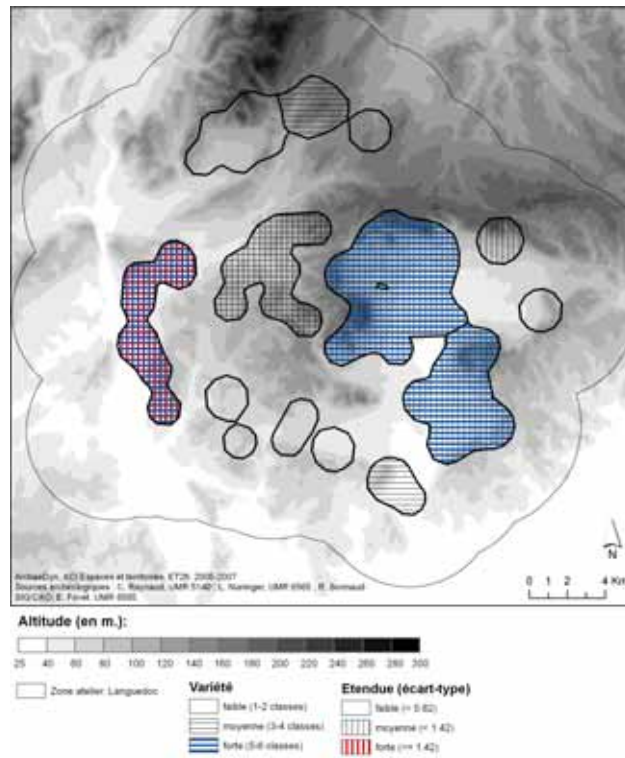 N
0 1 2 4 Km
ArchaeDyn, ACI Espaces et territoires, ET28, 2005-2007
Sources archéologiques : C. Raynaud, UMR 5140 ; L. Nuninger, UMR 6565 ;
SIG/CAO: E. Fovet, UMR 6565
Altitude (en m.):
25 40 60 80 100 120 140 160 180 200 220 240 260 280 300
Zone atelier: Languedoc
Variété
faible (1-2 classes)
moyenne (3-4 classes)
forte (5-6 classes)
Etendue (écart-type)
faible (< 0.82)
moyenne (< 1.42)
forte (>= 1.42)